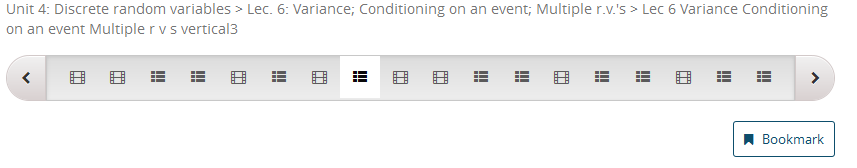 Unit 4: Discrete random variables > Lec. 6: Variance; Conditioning on an event; Multiple r.v.'s > Lec 6 Variance Conditioning
on an event Multiple r v s vertical3
Bookmark